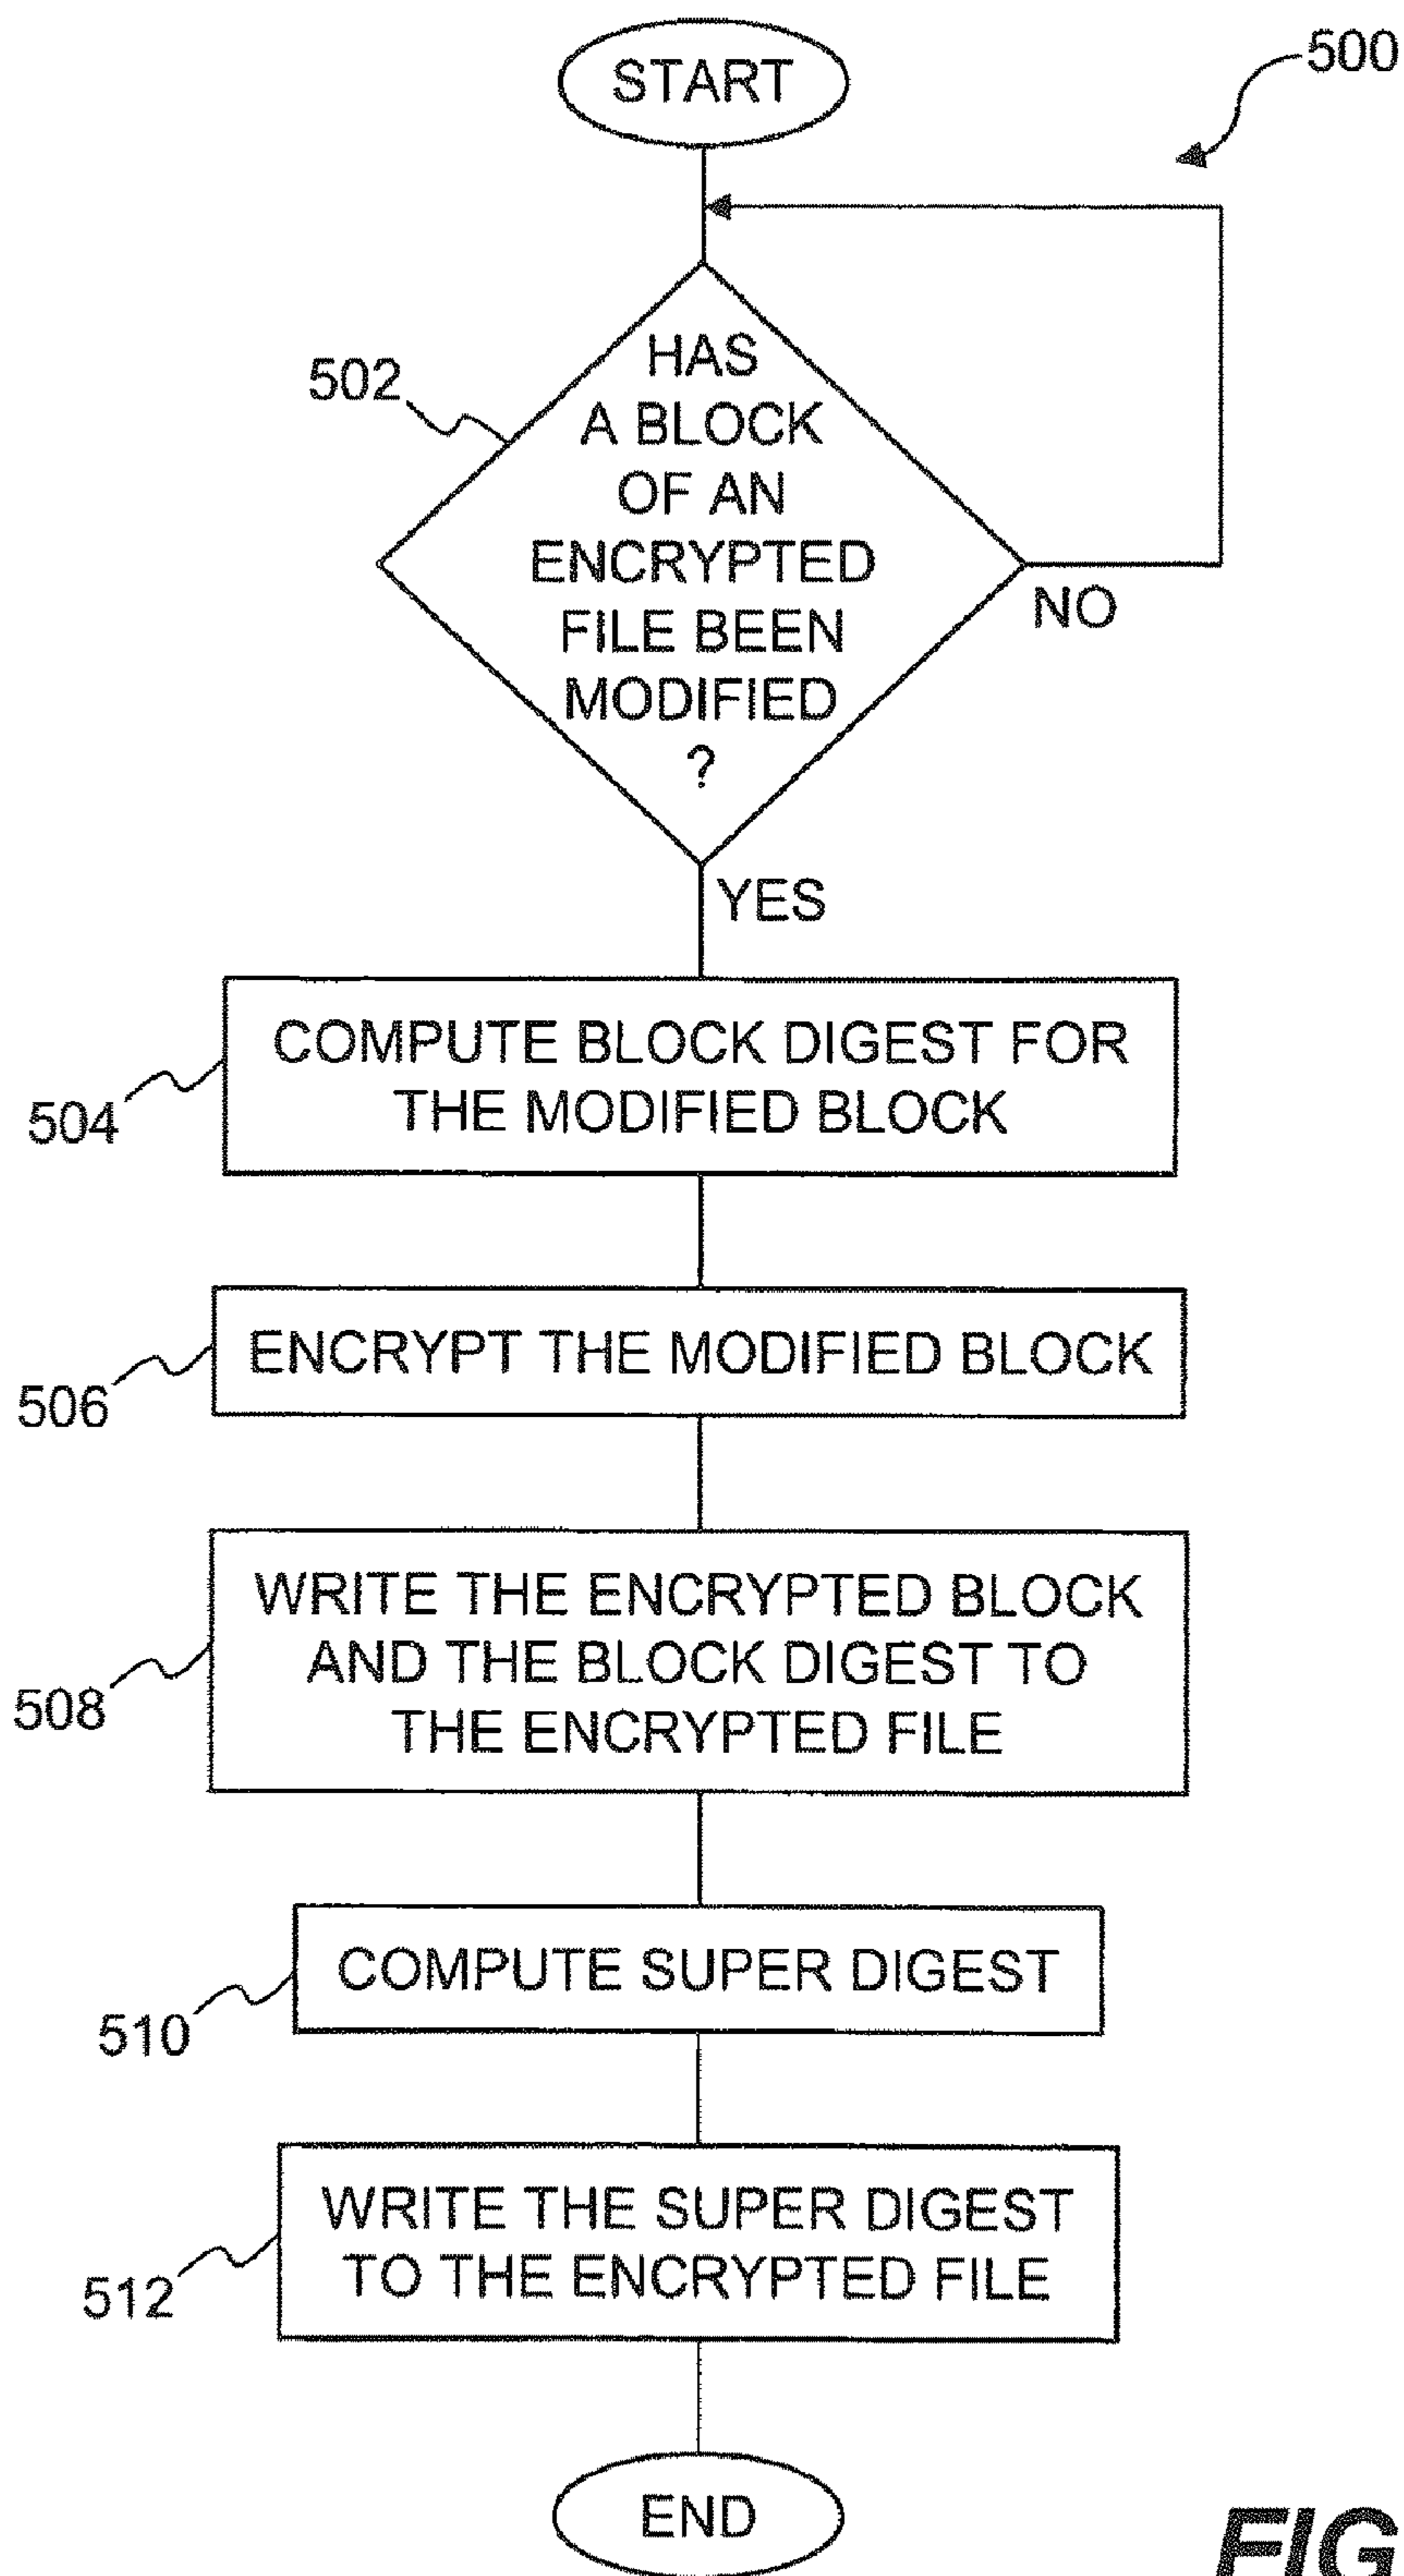 START
500
502
HAS
A BLOCK
OF AN
ENCRYPTED
FILE BEEN
MODIFIED
?
NO
YES
COMPUTE BLOCK DIGEST FOR
THE MODIFIED BLOCK
504
ENCRYPT THE MODIFIED BLOCK
506
WRITE THE ENCRYPTED BLOCK
AND THE BLOCK DIGEST TO
THE ENCRYPTED FILE
508
COMPUTE SUPER DIGEST
510
WRITE THE SUPER DIGEST
TO THE ENCRYPTED FILE
512
END
FIG